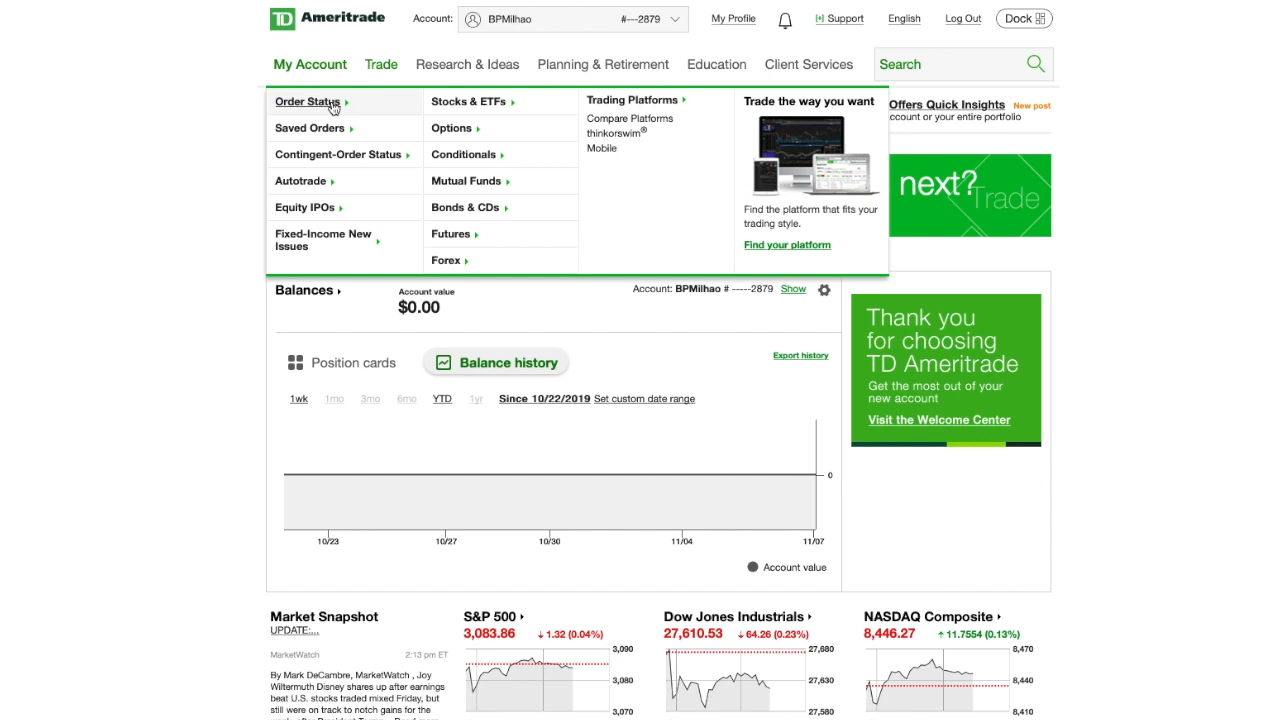 TD Ameritrade
Account: BPMilhao #---2879
My Profile
Support
English
Log Out
Dock
My Account
Trade
Research & Ideas
Planning & Retirement
Education
Client Services
Search
Order Status
Saved Orders
Contingent-Order Status
Autotrade
Equity IPOs
Fixed-Income New
Issues
Stocks & ETFs
Options
Conditionals
Mutual Funds
Bonds & CDs
Futures
Forex
Trading Platforms
Compare Platforms
thinkorswim®
Mobile
Trade the way you want
Find the platform that fits your
trading style.
Find your platform
Offers Quick Insights New post
ccount or your entire portfolio
next?
Trade
Balances
Account value
$0.00
Account: BPMilhao # -----2879 Show
Position cards
Balance history
Export history
1wk 1mo 3mo 6mo YTD 1yr Since 10/22/2019 Set custom date range
0
10/23 10/27 10/30 11/04 11/07
Account value
Thank you
for choosing
TD Ameritrade
Get the most out of your
new account
Visit the Welcome Center
Market Snapshot
UPDATE:...
MarketWatch 2:13 pm ET
By Mark DeCambre, MarketWatch , Joy
Wiltermuth Disney shares up after earnings
beat U.S. stocks traded mixed Friday, but
still were on track to notch gains for the
S&P 500
3,083.86 1.32 (0.04%)
3,090
3,080
3,070
Dow Jones Industrials
27,610.53 64.26 (0.23%)
27,680
27,630
27,580
NASDAQ Composite
8,446.27 11.7554 (0.13%)
8,470
8,440
8,410